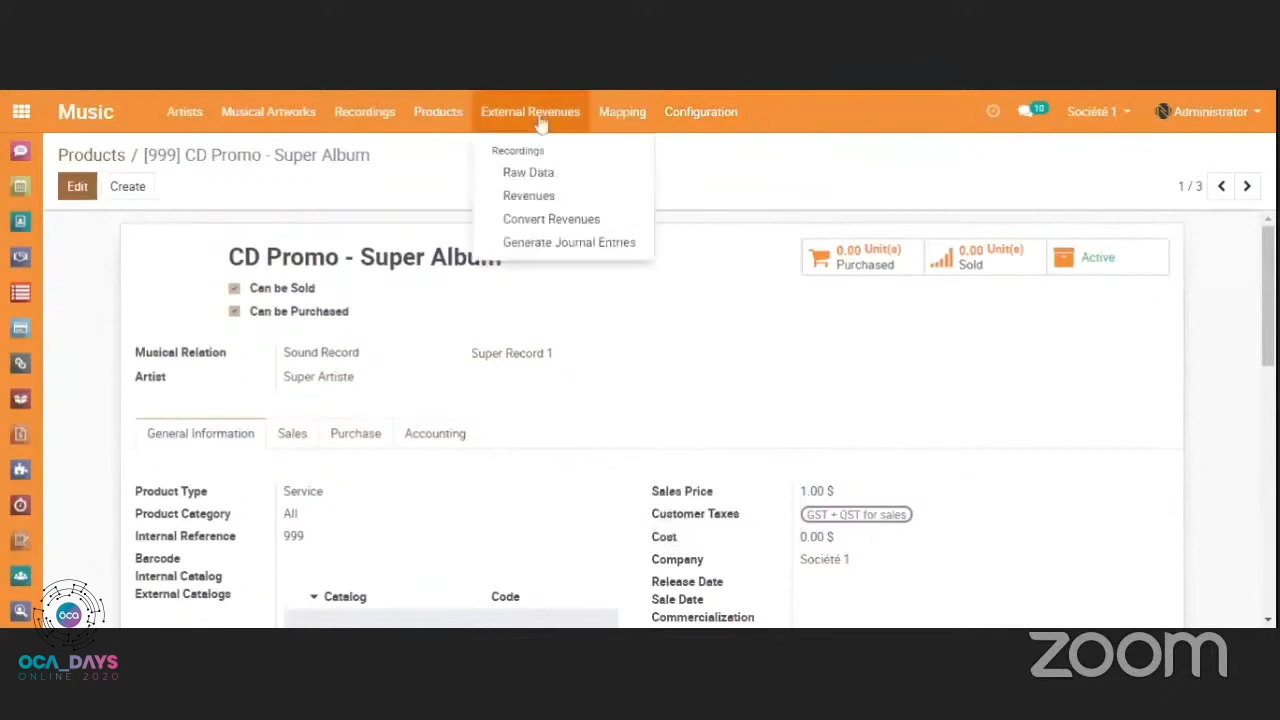 Music Artists Musical Artworks Recordings Products External Revenues Mapping Configuration 10 Société 1 Administrator
Products / [999] CD Promo - Super Album
Recordings
Raw Data
Edit Create 1 / 3
Revenues
Convert Revenues
Generate Journal Entries
CD Promo - Super Album
0.00 Unit(s) Purchased
0.00 Unit(s) Sold
Active
Can be Sold
Can be Purchased
Musical Relation Sound Record Super Record 1
Artist Super Artiste
General Information Sales Purchase Accounting
Product Type Service Sales Price 1.00 $
Product Category All Customer Taxes GST + QST for sales
Internal Reference 999 Cost 0.00 $
Barcode Company Société 1
Internal Catalog Release Date
External Catalogs Sale Date
Catalog Code Commercialization
oca
OCA_DAYS
ONLINE 2020
zoom